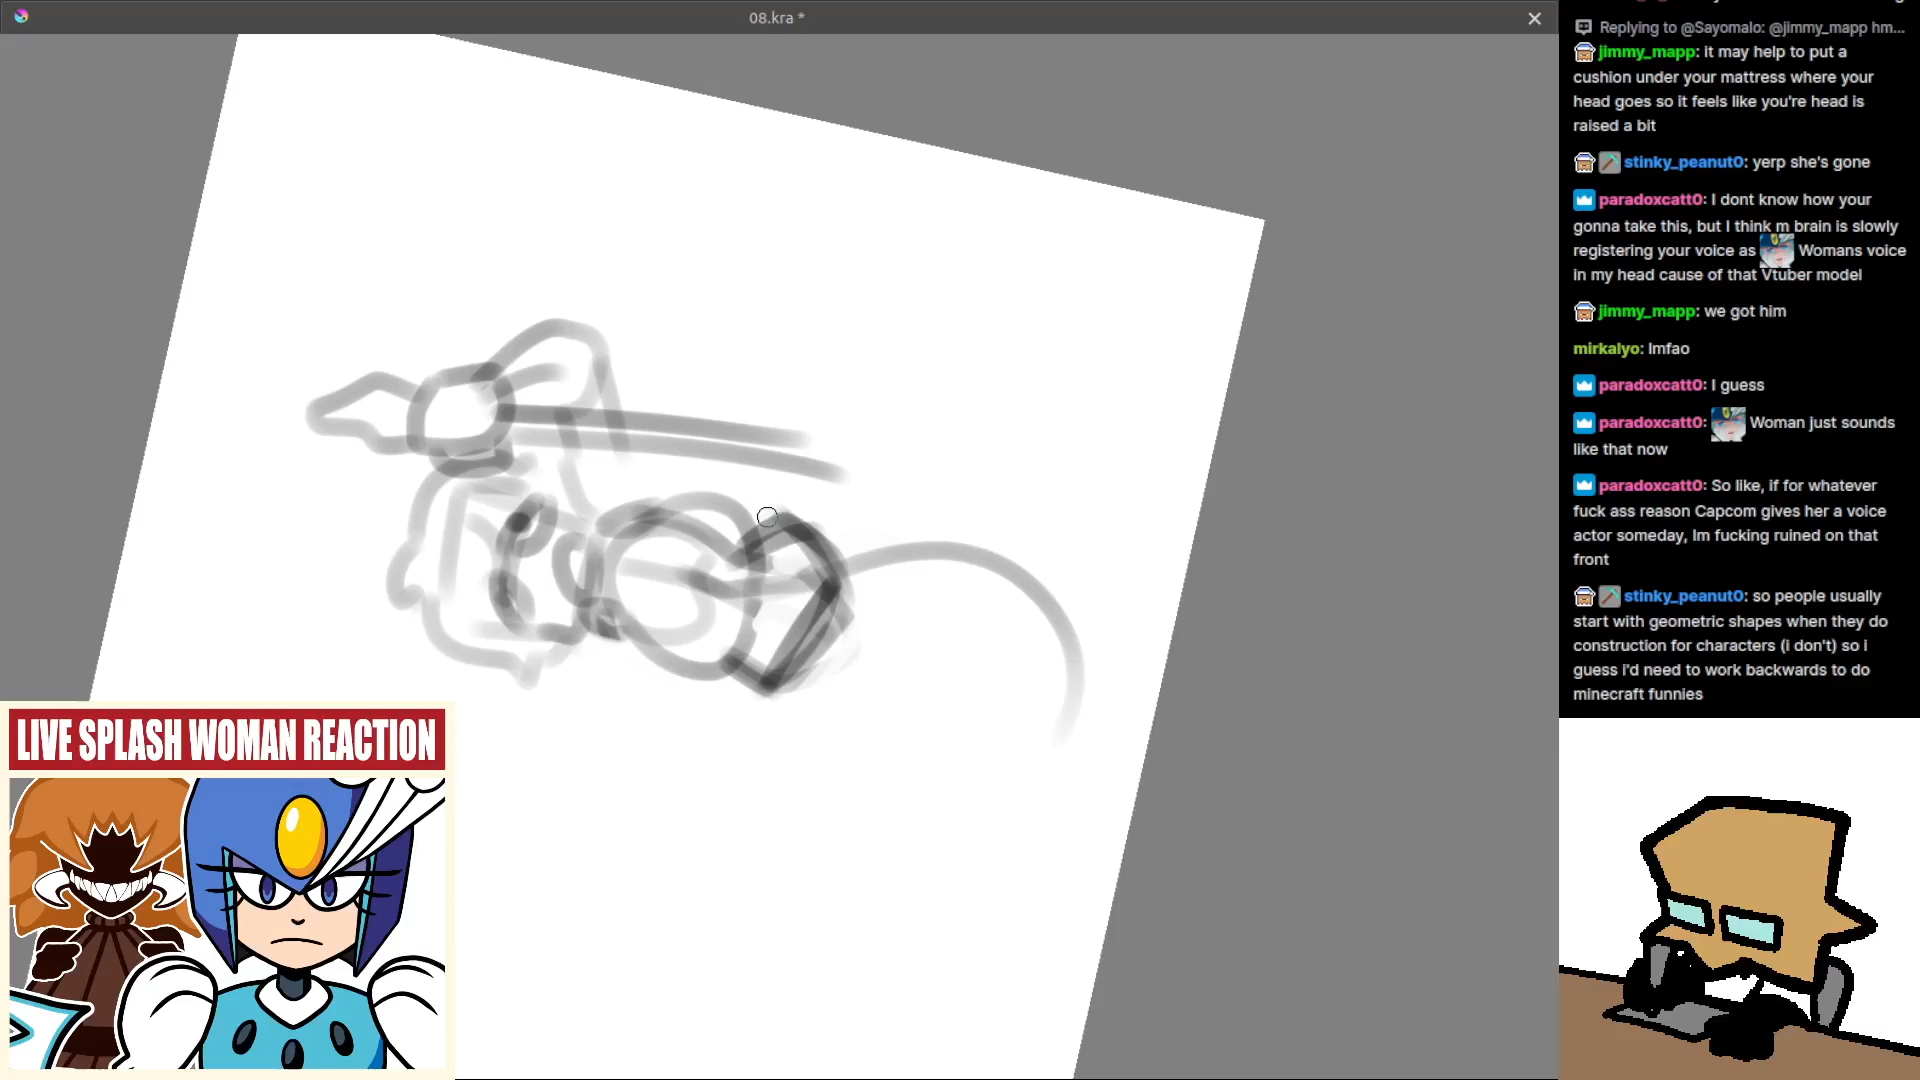 08.kra *
Replying to @Sayomalo: @jimmy_mapp hm...
jimmy_mapp: it may help to put a
cushion under your mattress where your
head goes so it feels like you're head is
raised a bit
stinky_peanut0: yerp she's gone
paradoxcatt0: I dont know how your
gonna take this, but I think m brain is slowly
registering your voice as Womans voice
in my head cause of that Vtuber model
jimmy_mapp: we got him
mirkalyo: lmfao
paradoxcatt0: I guess
paradoxcatt0: Woman just sounds
like that now
paradoxcatt0: So like, if for whatever
fuck ass reason Capcom gives her a voice
actor someday, Im fucking ruined on that
front
stinky_peanut0: so people usually
start with geometric shapes when they do
construction for characters (i don't) so i
guess i'd need to work backwards to do
minecraft funnies
LIVE SPLASH WOMAN REACTION